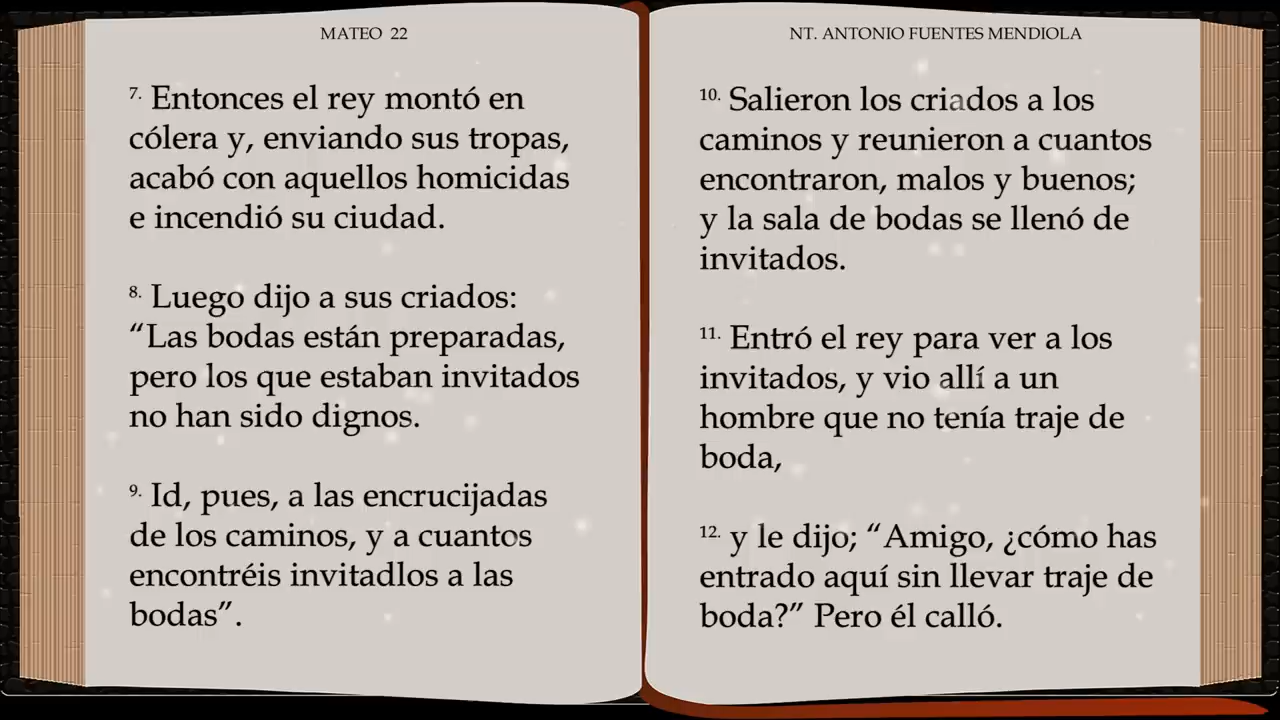 MATEO 22
7. Entonces el rey montó en
cólera y, enviando sus tropas,
acabó con aquellos homicidas
e incendió su ciudad.
8. Luego dijo a sus criados:
“Las bodas están preparadas,
pero los que estaban invitados
no han sido dignos.
9. Id, pues, a las encrucijadas
de los caminos, y a cuantos
encontréis invitadlos a las
bodas”.
NT. ANTONIO FUENTES MENDIOLA
10. Salieron los criados a los
caminos y reunieron a cuantos
encontraron, malos y buenos;
y la sala de bodas se llenó de
invitados.
11. Entró el rey para ver a los
invitados, y vio allí a un
hombre que no tenía traje de
boda,
12. y le dijo; “Amigo, ¿cómo has
entrado aquí sin llevar traje de
boda?” Pero él calló.